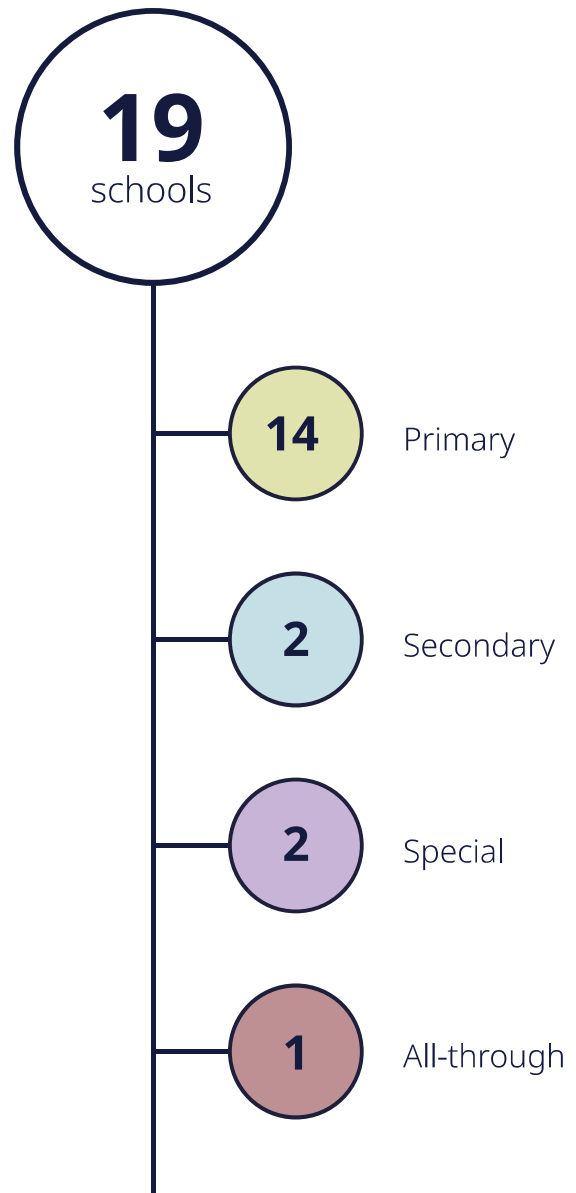 19
schools
14
Primary
2
Secondary
2
Special
1
All-through